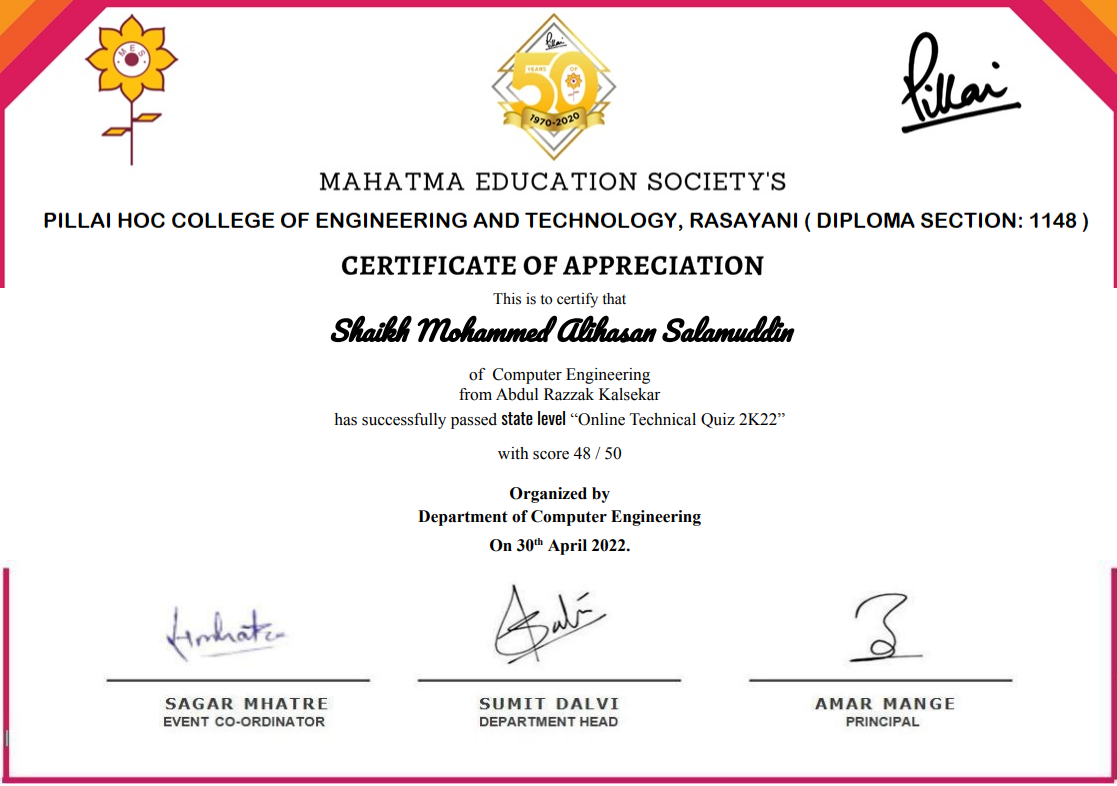 M E S
Pillai
50
YEARS OF
1970-2020
Pillai
MAHATMA EDUCATION SOCIETY'S
PILLAI HOC COLLEGE OF ENGINEERING AND TECHNOLOGY, RASAYANI ( DIPLOMA SECTION: 1148 )
CERTIFICATE OF APPRECIATION
This is to certify that
Shaikh Mohammed Alihasan Salamuddin
of Computer Engineering
from Abdul Razzak Kalsekar
has successfully passed state level “Online Technical Quiz 2K22”
with score 48 / 50
Organized by
Department of Computer Engineering
On 30th April 2022.
SAGAR MHATRE
EVENT CO-ORDINATOR
SUMIT DALVI
DEPARTMENT HEAD
AMAR MANGE
PRINCIPAL